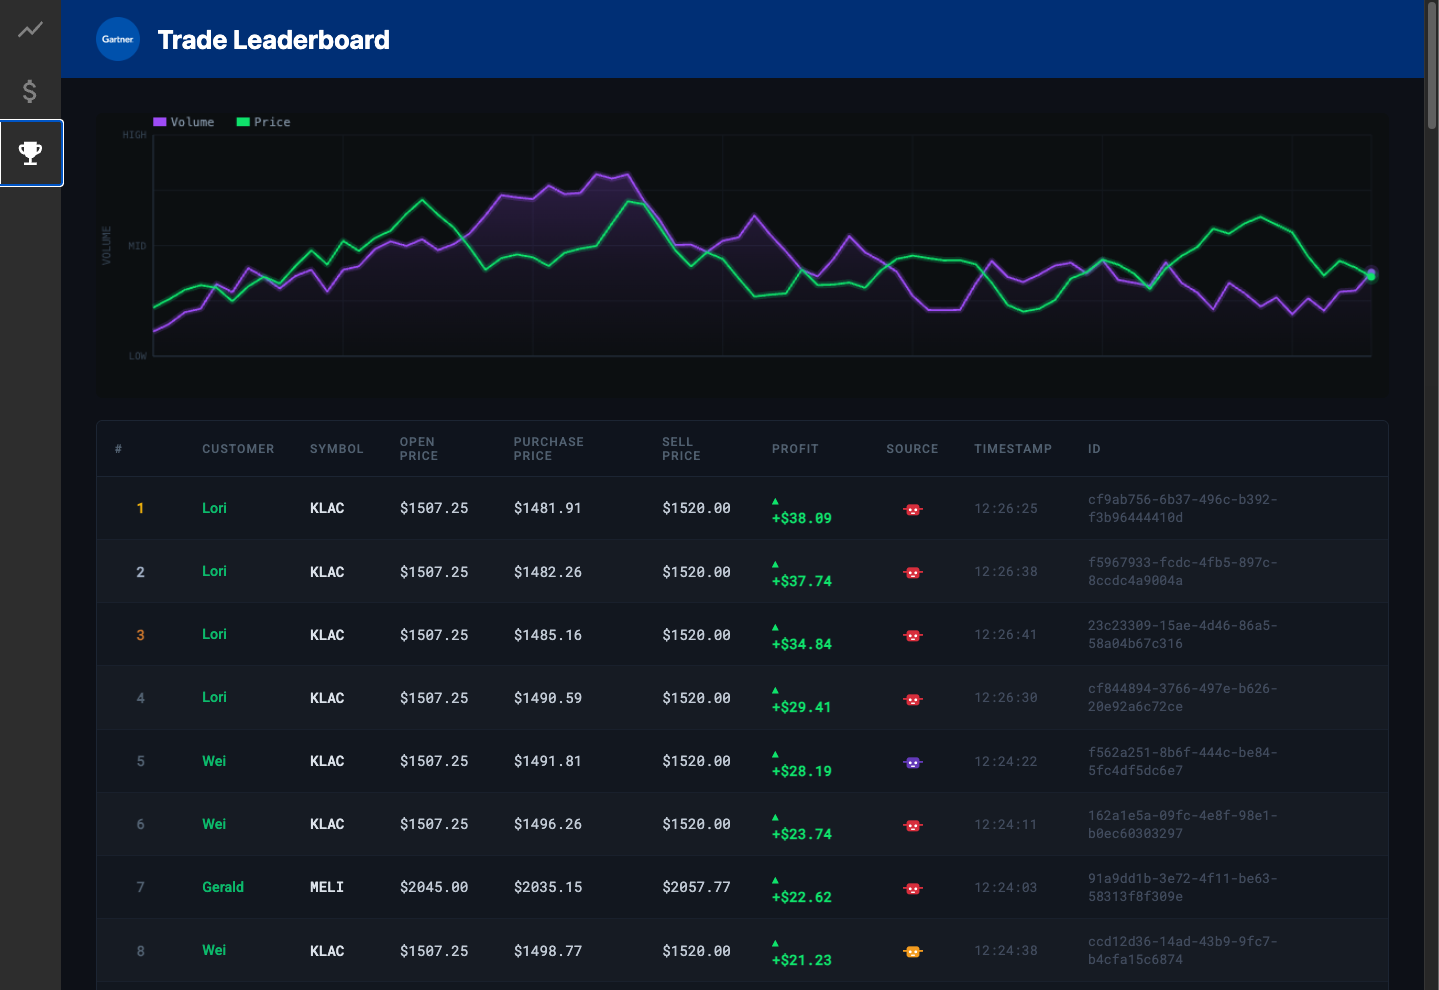 Gartner
Trade Leaderboard
Volume Price
HIGH
MID
LOW
VOLUME
# CUSTOMER SYMBOL OPEN PRICE PURCHASE PRICE SELL PRICE PROFIT SOURCE TIMESTAMP ID
1 Lori KLAC $1507.25 $1481.91 $1520.00 ▲ +$38.09 12:26:25 cf9ab756-6b37-496c-b392-f3b96444410d
2 Lori KLAC $1507.25 $1482.26 $1520.00 ▲ +$37.74 12:26:38 f5967933-fcdc-4fb5-897c-8ccdc4a9004a
3 Lori KLAC $1507.25 $1485.16 $1520.00 ▲ +$34.84 12:26:41 23c23309-15ae-4d46-86a5-58a04b67c316
4 Lori KLAC $1507.25 $1490.59 $1520.00 ▲ +$29.41 12:26:30 cf844894-3766-497e-b626-20e92a6c72ce
5 Wei KLAC $1507.25 $1491.81 $1520.00 ▲ +$28.19 12:24:22 f562a251-8b6f-444c-be84-5fc4df5dc6e7
6 Wei KLAC $1507.25 $1496.26 $1520.00 ▲ +$23.74 12:24:11 162a1e5a-09fc-4e8f-98e1-b0ec60303297
7 Gerald MELI $2045.00 $2035.15 $2057.77 ▲ +$22.62 12:24:03 91a9dd1b-3e72-4f11-be63-58313f8f309e
8 Wei KLAC $1507.25 $1498.77 $1520.00 ▲ +$21.23 12:24:38 ccd12d36-14ad-43b9-9fc7-b4cfa15c6874